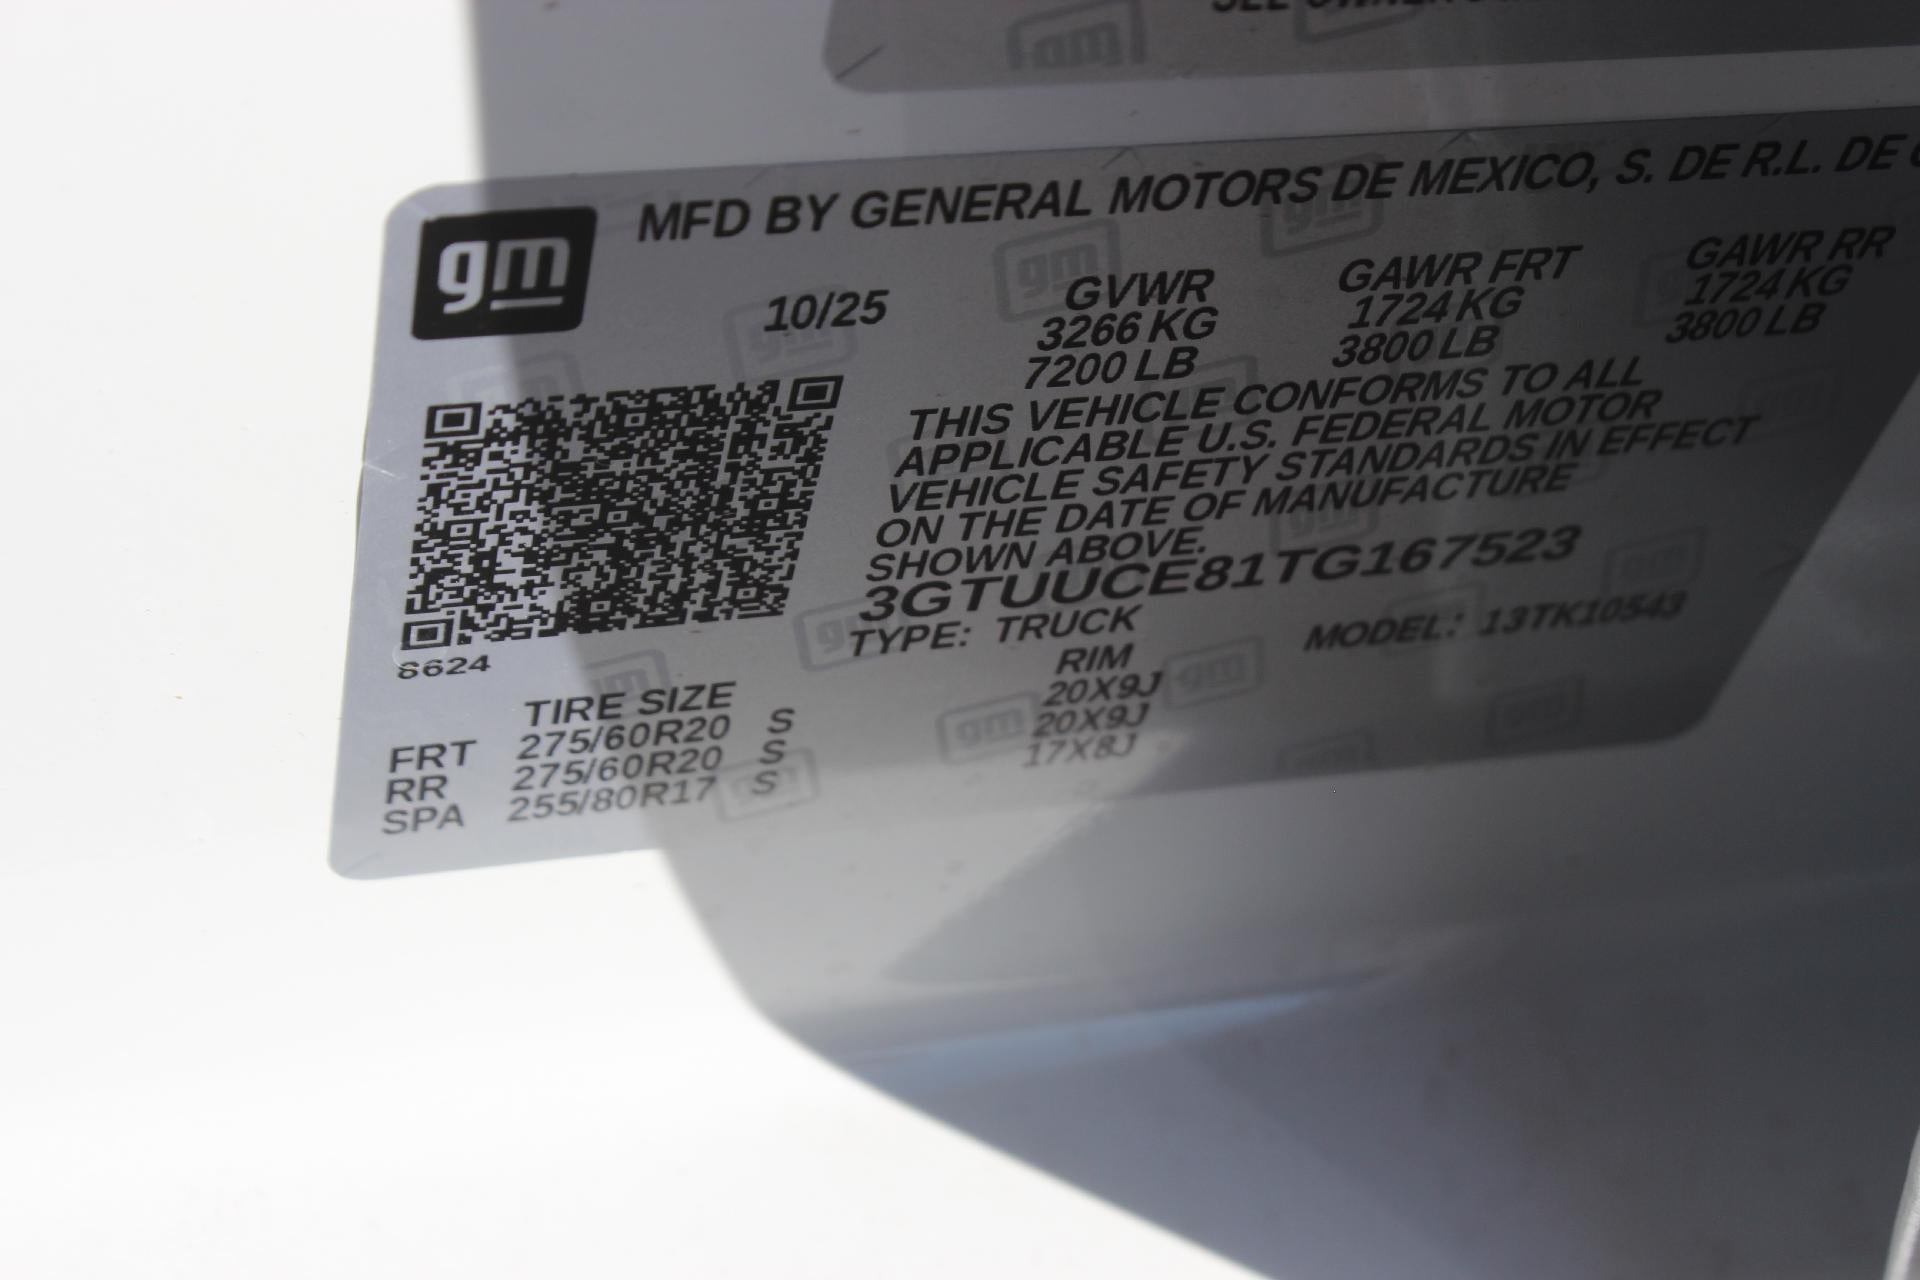 gm
MFD BY GENERAL MOTORS DE MEXICO, S. DE R.L. DE
10/25
GVWR GAWR FRT GAWR RR
3266 KG 1724 KG 1724 KG
7200 LB 3800 LB 3800 LB
THIS VEHICLE CONFORMS TO ALL
APPLICABLE U.S. FEDERAL MOTOR
VEHICLE SAFETY STANDARDS IN EFFECT
ON THE DATE OF MANUFACTURE
SHOWN ABOVE.
3GTUUCE81TG167523
TYPE: TRUCK MODEL: 13TK10543
8624
TIRE SIZE RIM
FRT 275/60R20 S 20X9J
RR 275/60R20 S 20X9J
SPA 255/80R17 S 17X8J